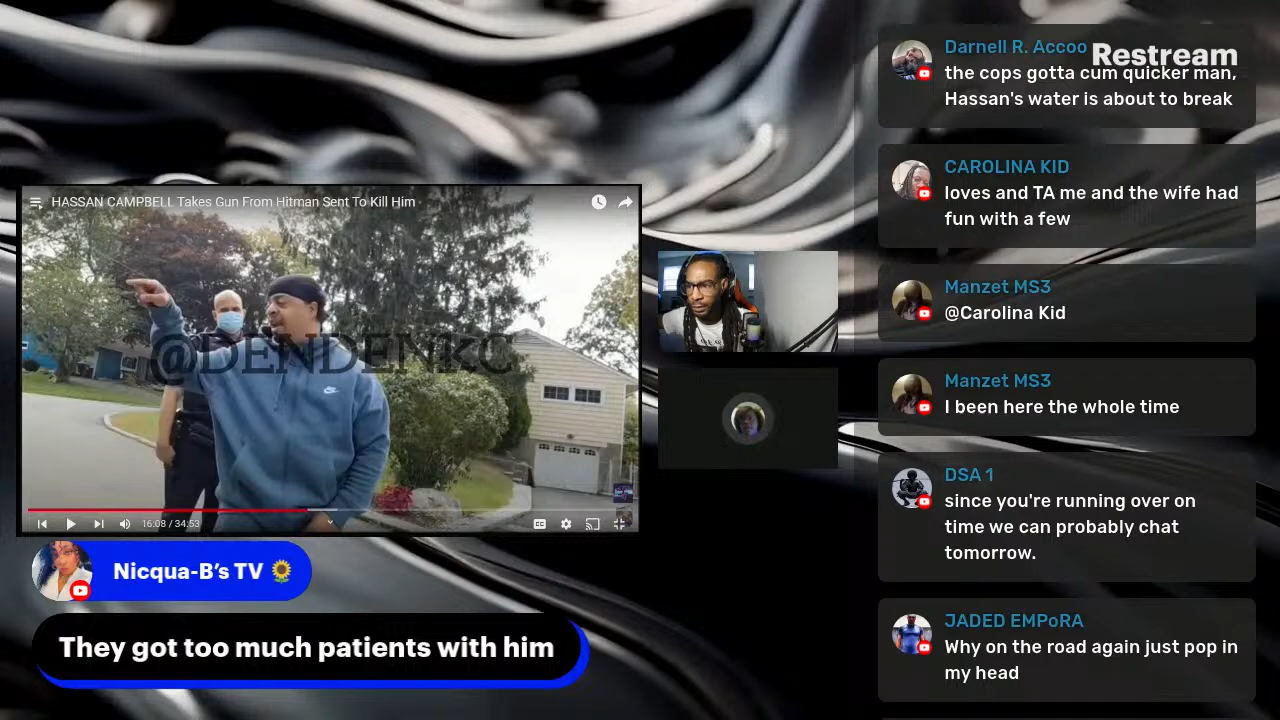 HASSAN CAMPBELL Takes Gun From Hitman Sent To Kill Him
@DENDENKC
16:08 / 34:53
CC
Nicqua-B's TV 🌻
They got too much patients with him
Restream
Darnell R. Accoo
the cops gotta cum quicker man,
Hassan's water is about to break
CAROLINA KID
loves and TA me and the wife had
fun with a few
Manzet MS3
@Carolina Kid
Manzet MS3
I been here the whole time
DSA 1
since you're running over on
time we can probably chat
tomorrow.
JADED EMPoRA
Why on the road again just pop in
my head